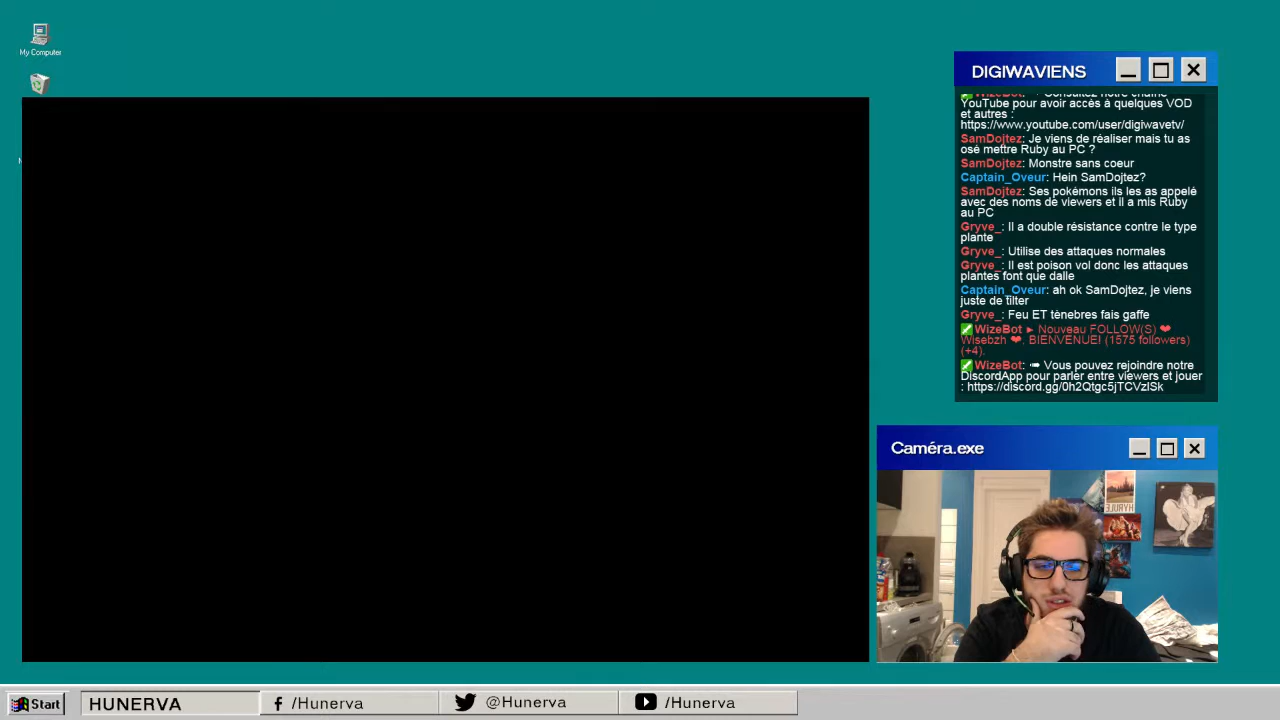 My Computer
DIGIWAVIENS
WizeBot: ➠ Consultez notre chaîne
YouTube pour avoir accès à quelques VOD
et autres :
https://www.youtube.com/user/digiwavetv/
SamDojtez: Je viens de réaliser mais tu as
osé mettre Ruby au PC ?
SamDojtez: Monstre sans coeur
Captain_Oveur: Hein SamDojtez?
SamDojtez: Ses pokémons ils les as appelé
avec des noms de viewers et il a mis Ruby
au PC
Gryve_: Il a double résistance contre le type
plante
Gryve_: Utilise des attaques normales
Gryve_: Il est poison vol donc les attaques
plantes font que dalle
Captain_Oveur: ah ok SamDojtez, je viens
juste de tilter
Gryve_: Feu ET ténebres fais gaffe
WizeBot ► Nouveau FOLLOW(S) ❤
Wisebzh ❤, BIENVENUE! (1575 followers)
(+4).
WizeBot: ➠ Vous pouvez rejoindre notre
DiscordApp pour parler entre viewers et jouer
: https://discord.gg/0h2Qtgc5jTCVzlSk
Caméra.exe
HYRULE
Start
HUNERVA
/Hunerva
@Hunerva
/Hunerva